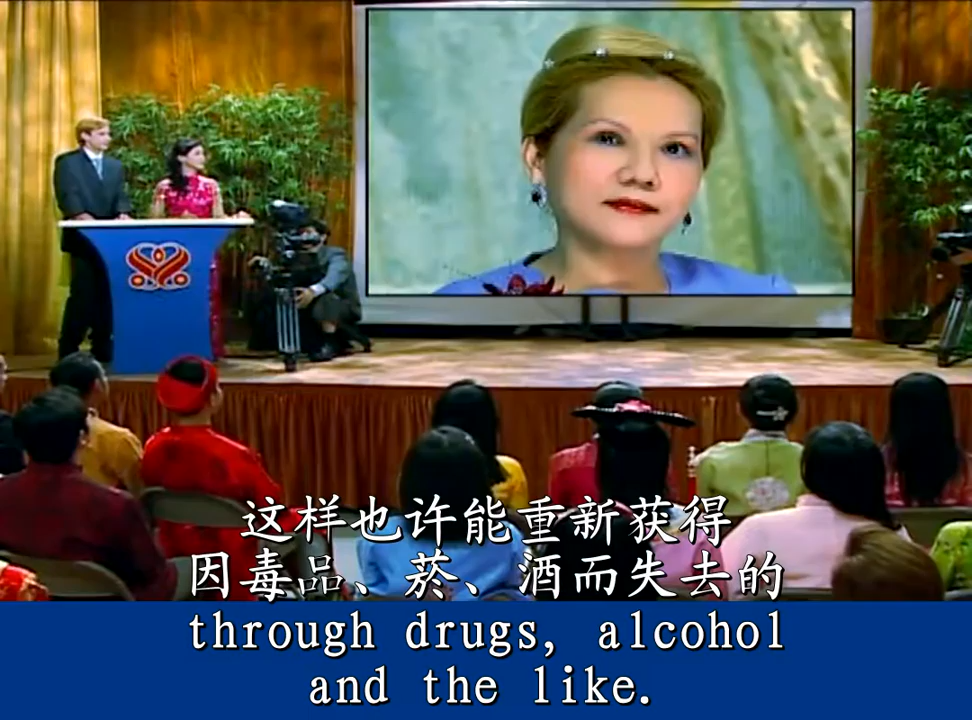 这样也许能重新获得
因毒品、菸、酒而失去的
through drugs, alcohol
and the like.